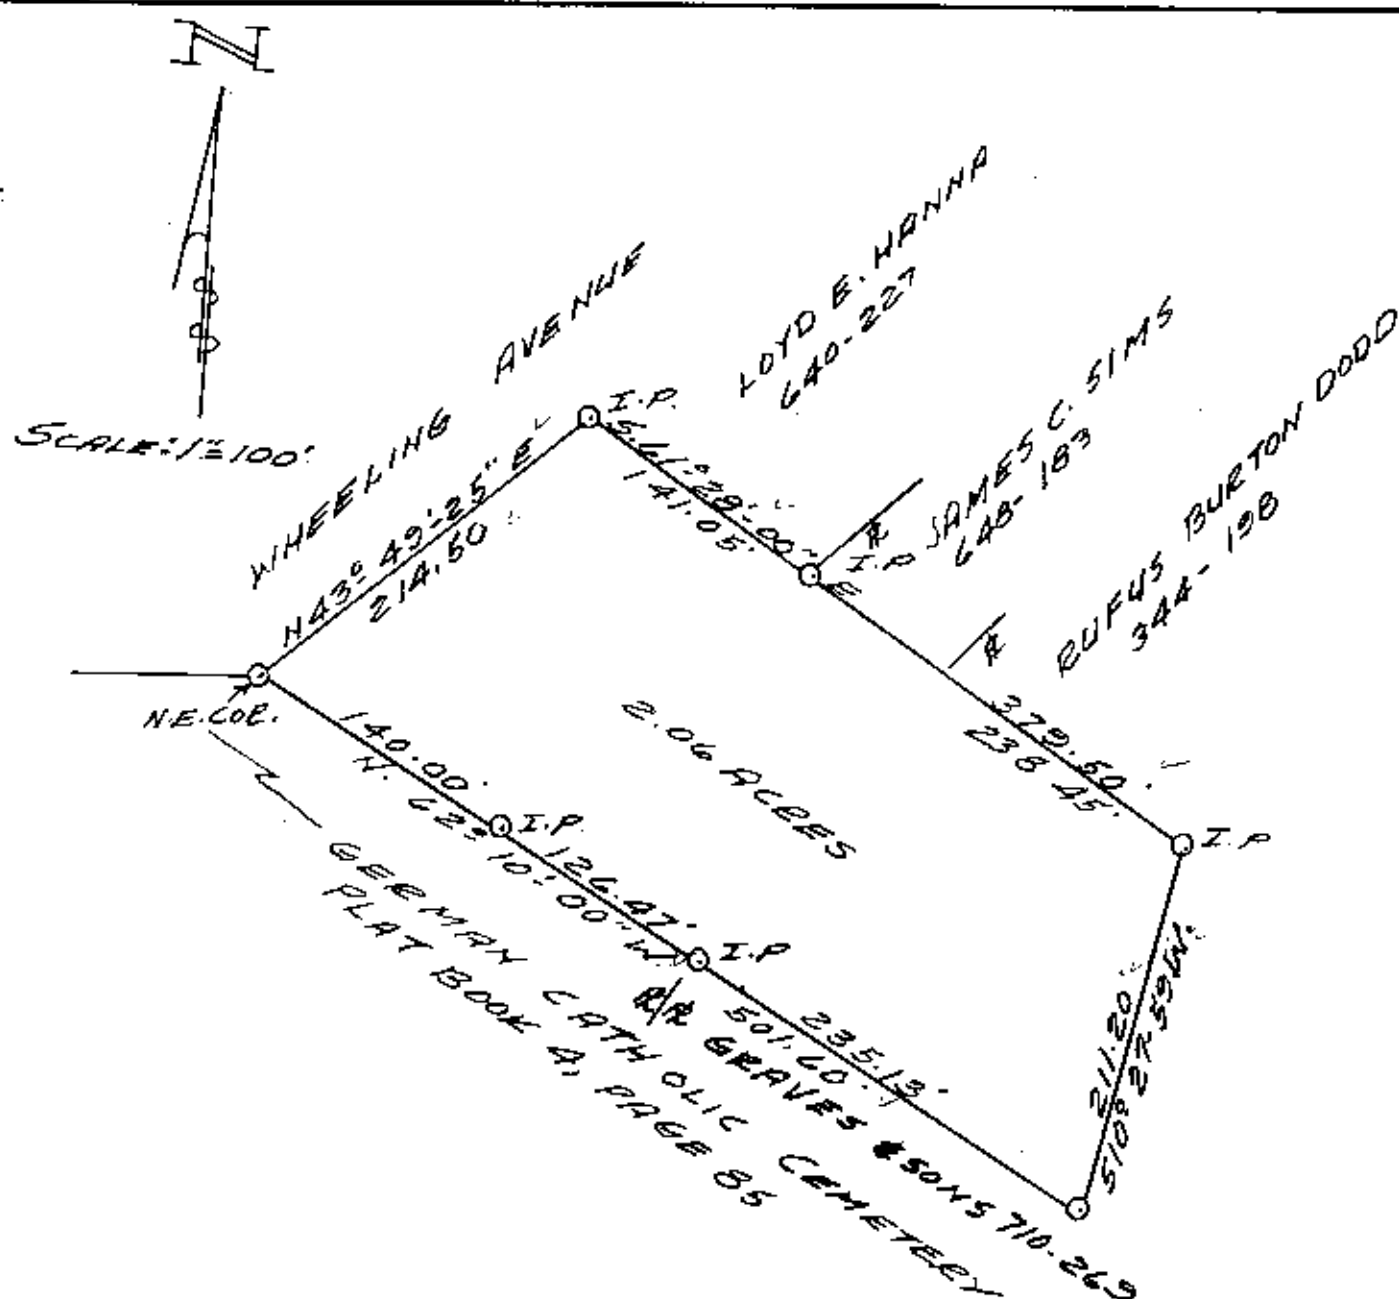 N
SCALE: 1"=100'
WHEELING AVENUE
N43°-49'-25" E
214.50'
I.P.
LOYD E. HANNA
640-227
S.61°-28'-00" E
141.05'
I.P.
JAMES C. SIMS
648-183
RUFUS BURTON DODD
344-198
379.50'
238.45'
I.P
N.E. COR.
140.00'
N. 62°-10'-00" W.
I.P.
126.47'
I.P
2.06 ACRES
235.13'
501.60'
211.20'
S10°-27'-59"W.
GRAVES & SONS 710-269
GERMAN CATHOLIC CEMETERY
PLAT BOOK 4, PAGE 85